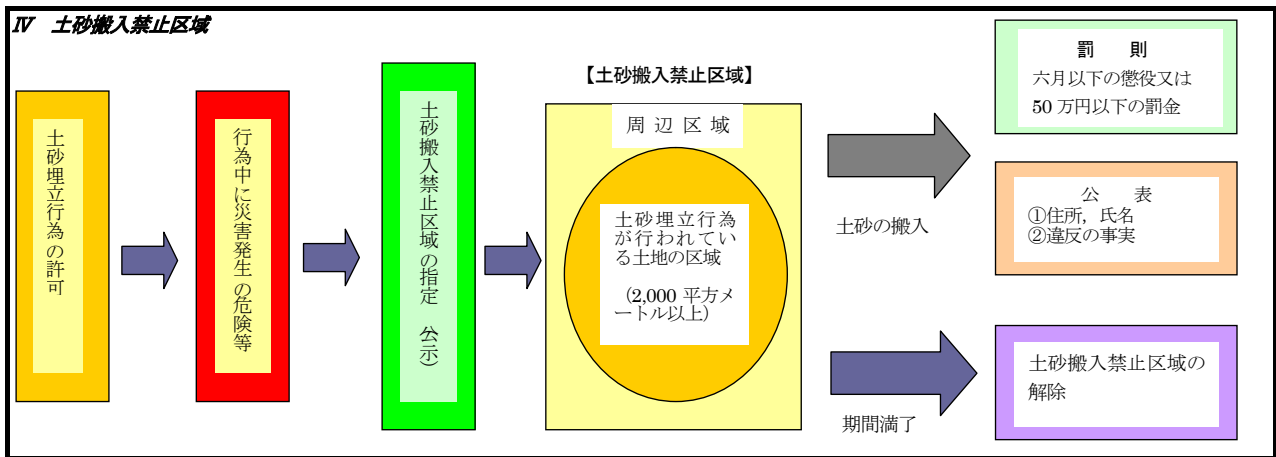 Ⅳ 土砂搬入禁止区域
土砂埋立行為の許可
行為中に災害発生の危険等
土砂搬入禁止区域の指定 (公示)
【土砂搬入禁止区域】
周辺区域
土砂埋立行為
が行われてい
る土地の区域
(2,000 平方メ
ートル以上)
土砂の搬入
期間満了
罰 則
六月以下の懲役又は
50 万円以下の罰金
公 表
①住所，氏名
②違反の事実
土砂搬入禁止区域の
解除